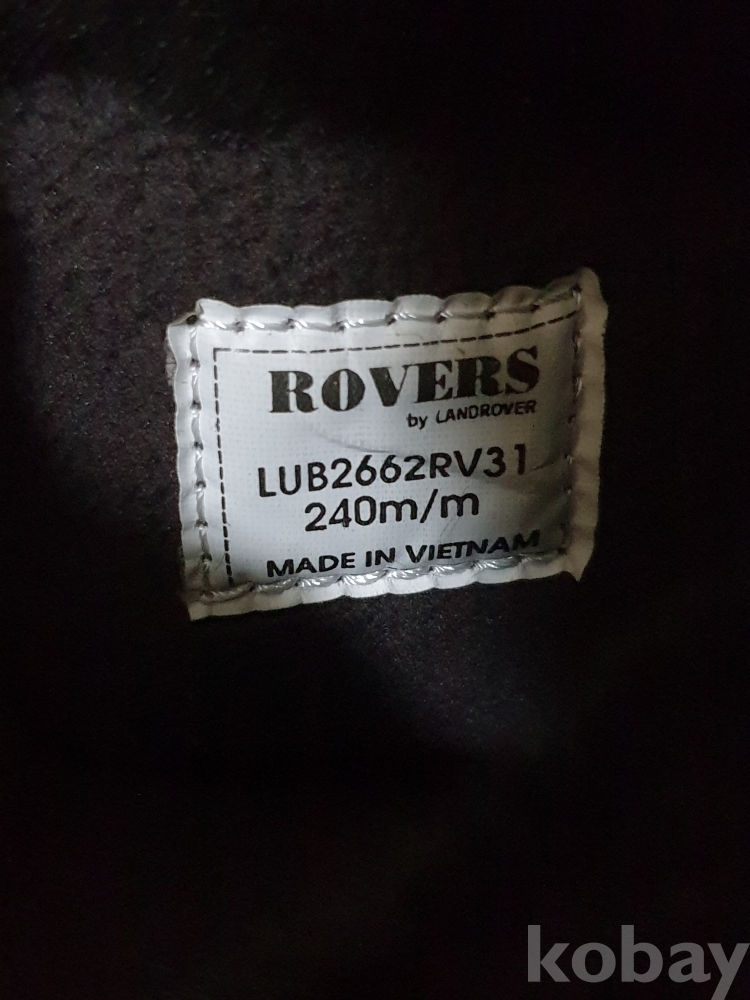 ROVERS
by LANDROVER
LUB2662RV31
240m/m
MADE IN VIETNAM
kobay